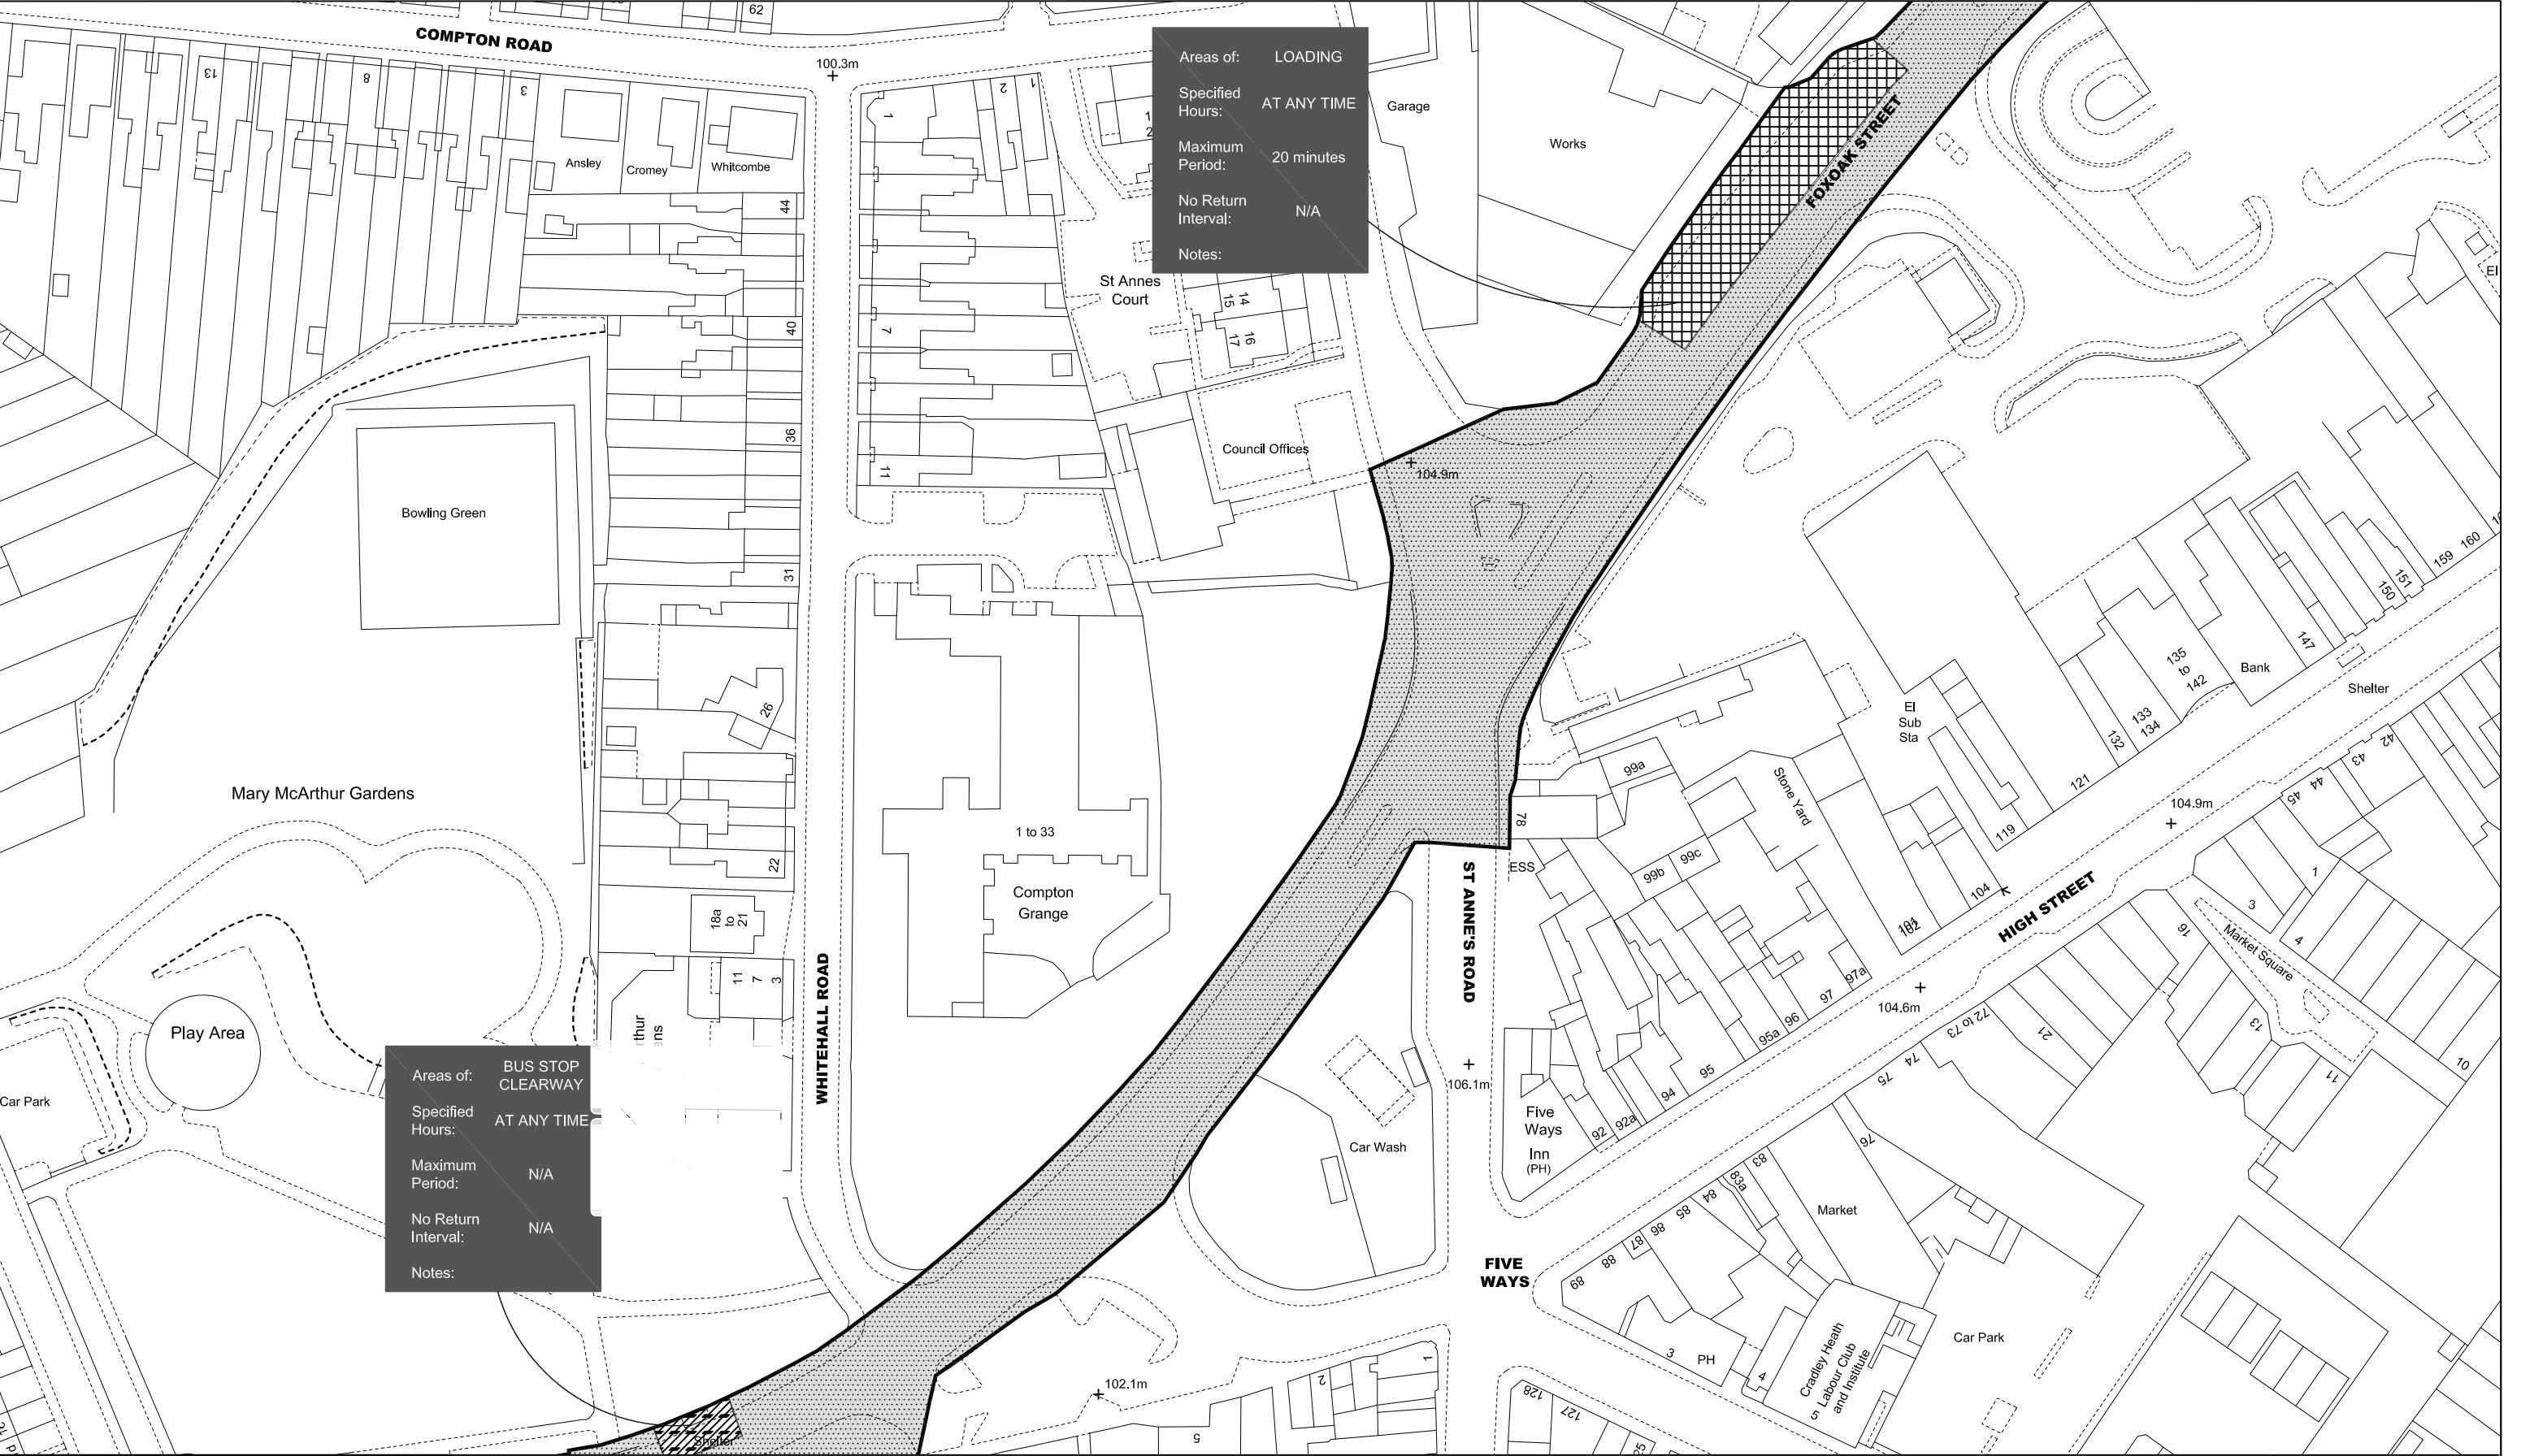 62
COMPTON ROAD
100.3m
13
8
3
Ansley
Cromey
Whitcombe
44
40
36
31
26
22
18a
to
21
11
7
3
1
2
1
7
11
1
2
Areas of: LOADING
Specified
Hours: AT ANY TIME
Maximum
Period: 20 minutes
No Return
Interval: N/A
Notes:
Garage
Works
FOXOAK STREET
St Annes
Court
14
15
16
17
Council Offices
104.9m
Bowling Green
Mary McArthur Gardens
Play Area
Car Park
1 to 33
Compton
Grange
WHITEHALL ROAD
Areas of: BUS STOP
CLEARWAY
Specified
Hours: AT ANY TIME
Maximum
Period: N/A
No Return
Interval: N/A
Notes:
rthur
ens
Shelter
102.1m
5
2
1
ST ANNE'S ROAD
ESS
78
99a
99b
99c
Stone Yard
El
Sub
Sta
El
106.1m
Car Wash
Five
Ways
Inn
(PH)
92
92a
94
95
95a
96
97
97a
102
104
119
121
132
133
134
135
to
142
Bank
147
150
151
159
160
Shelter
HIGH STREET
104.9m
104.6m
42
43
44
45
1
3
4
Market Square
16
13
11
10
21
72 to 73
74
75
76
Market
83
83a
84
85
86
87
88
89
FIVE
WAYS
3
PH
4
5
Cradley Heath
Labour Club
and Institute
Car Park
128
127
25